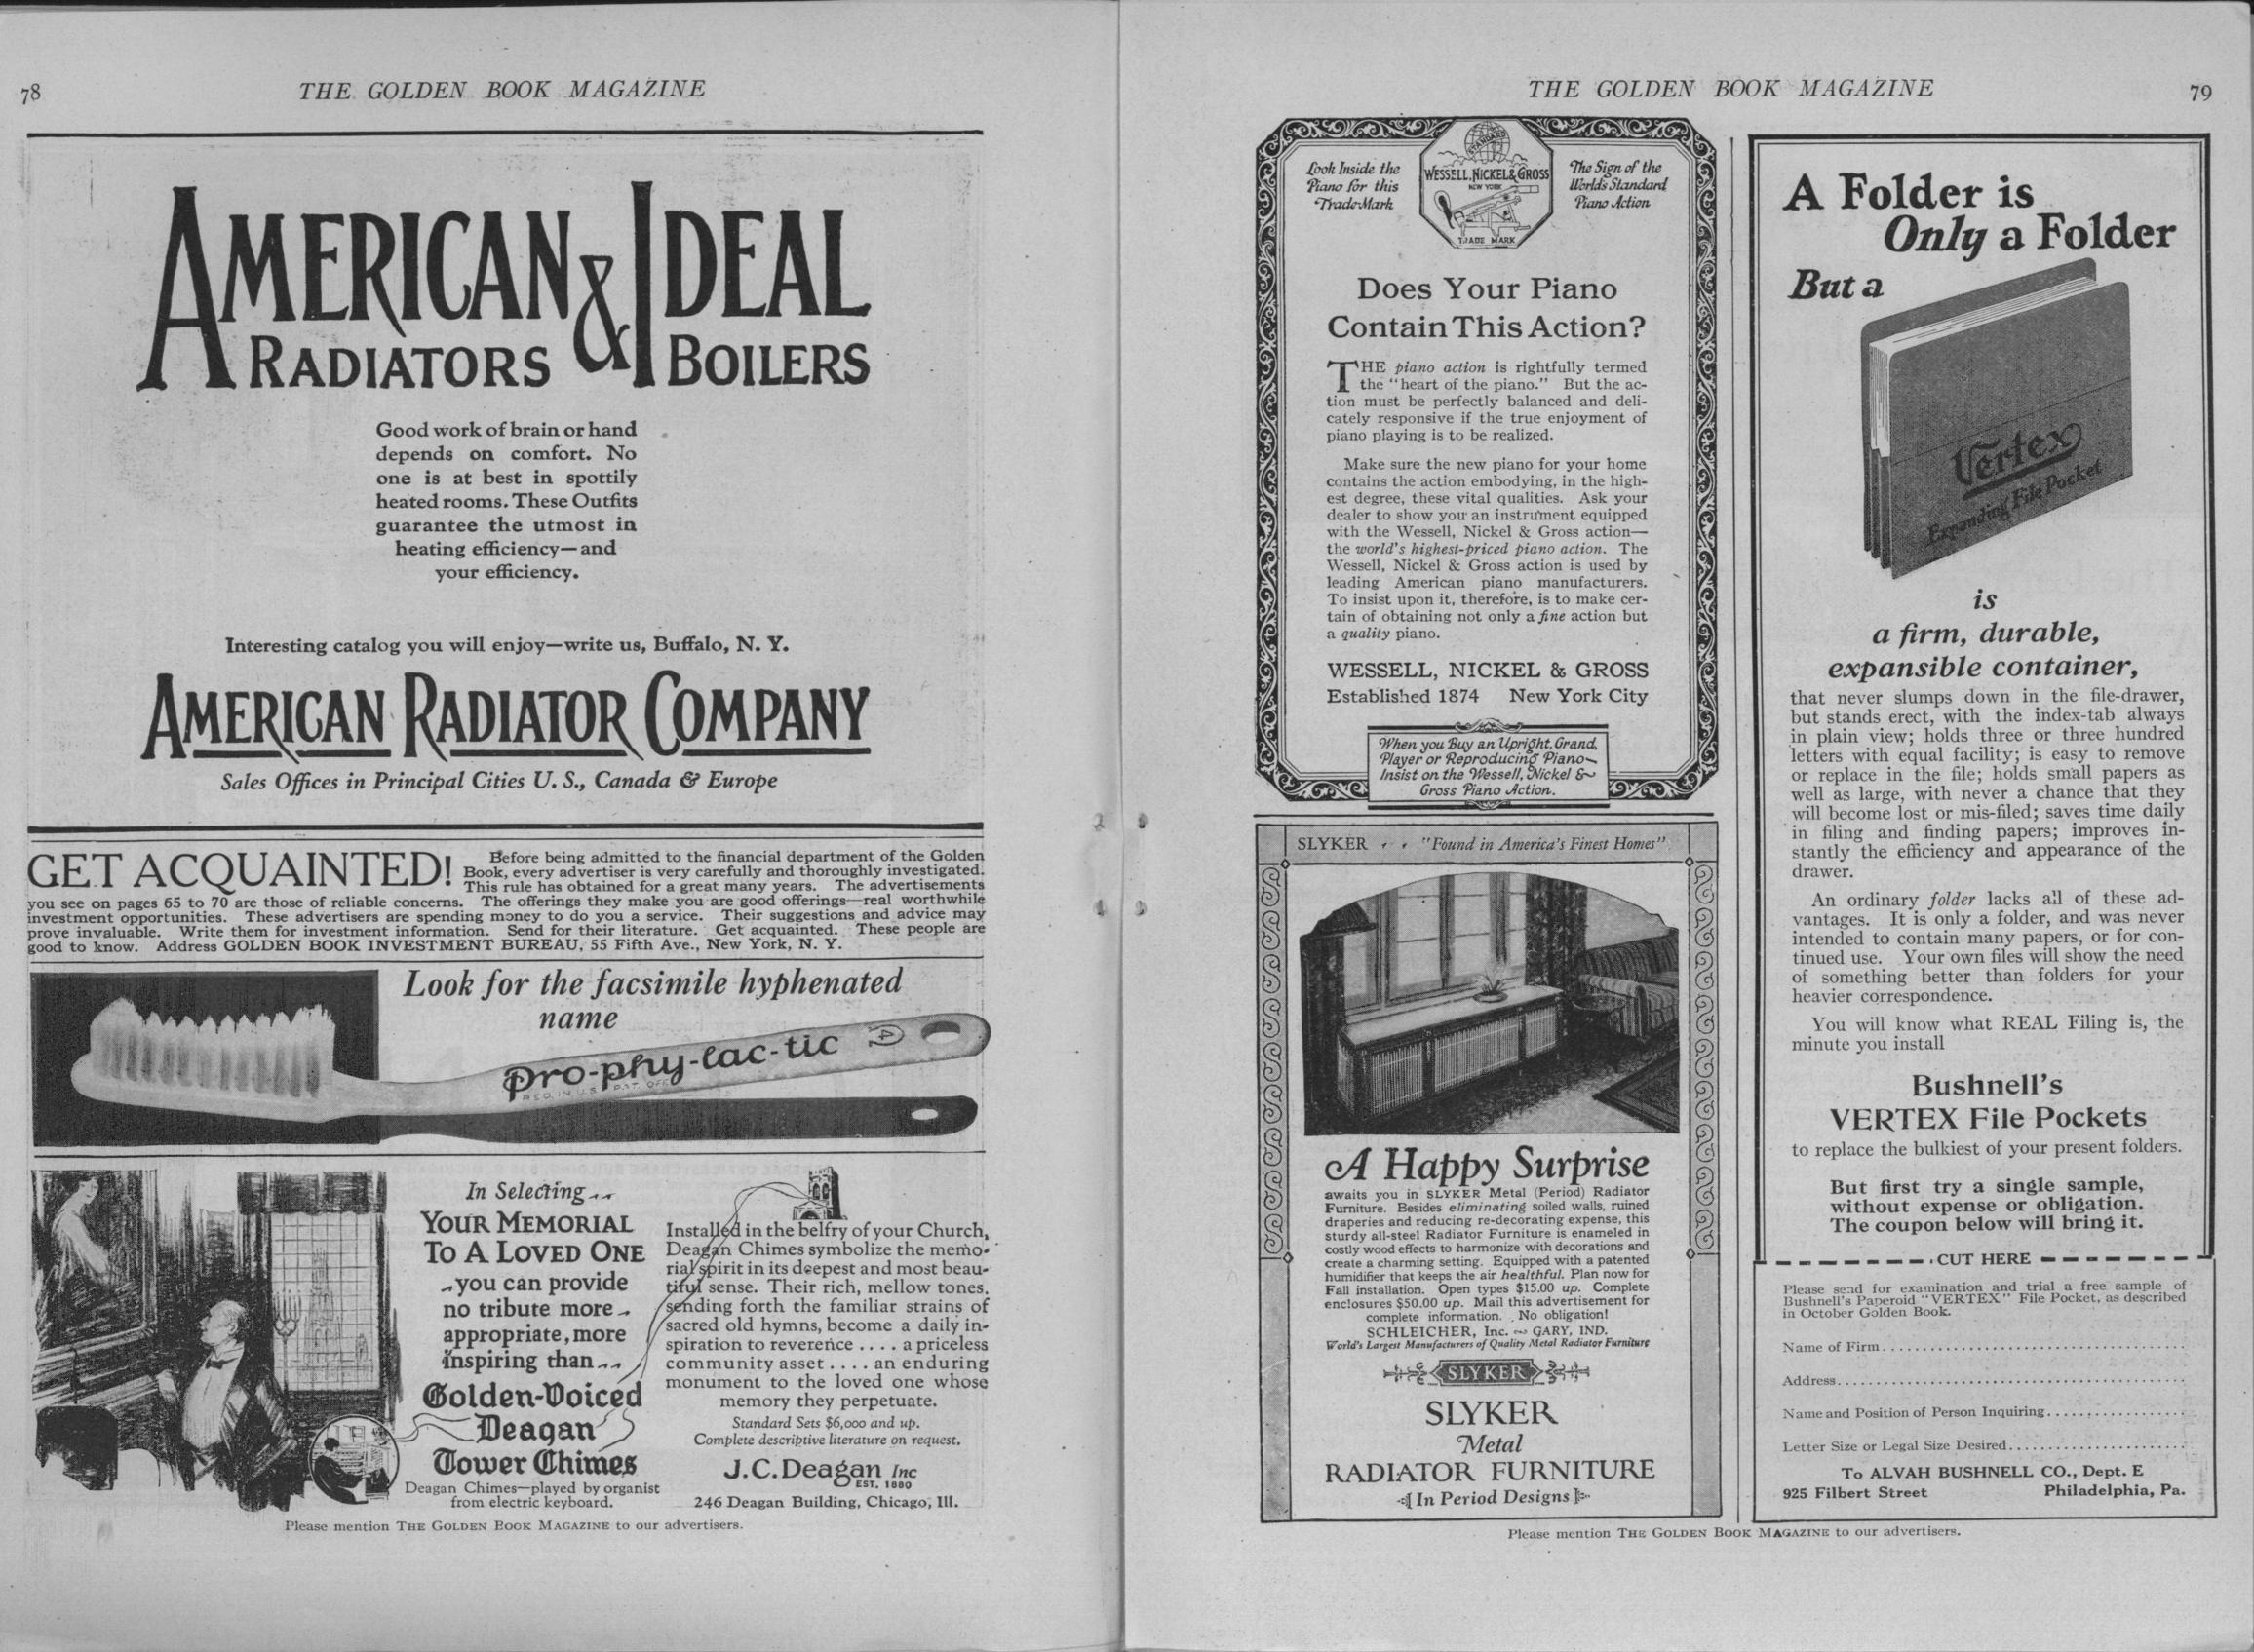 78
THE GOLDEN BOOK MAGAZINE
AMERICAN & IDEAL
RADIATORS BOILERS
Good work of brain or hand
depends on comfort. No
one is at best in spottily
heated rooms. These Outfits
guarantee the utmost in
heating efficiency—and
your efficiency.
Interesting catalog you will enjoy—write us, Buffalo, N. Y.
AMERICAN RADIATOR COMPANY
Sales Offices in Principal Cities U. S., Canada & Europe
GET ACQUAINTED!
Before being admitted to the financial department of the Golden
Book, every advertiser is very carefully and thoroughly investigated.
This rule has obtained for a great many years. The advertisements
you see on pages 65 to 70 are those of reliable concerns. The offerings they make you are good offerings—real worthwhile
investment opportunities. These advertisers are spending money to do you a service. Their suggestions and advice may
prove invaluable. Write them for investment information. Send for their literature. Get acquainted. These people are
good to know. Address GOLDEN BOOK INVESTMENT BUREAU, 55 Fifth Ave., New York, N. Y.
Look for the facsimile hyphenated
name
pro-phy-lac-tic
REG. IN U.S. PAT. OFF.
In Selecting
YOUR MEMORIAL
TO A LOVED ONE
you can provide
no tribute more
appropriate, more
inspiring than
Golden-Voiced
Deagan
Tower Chimes
Deagan Chimes—played by organist
from electric keyboard.
Installed in the belfry of your Church,
Deagan Chimes symbolize the memo-
rial spirit in its deepest and most beau-
tiful sense. Their rich, mellow tones,
sending forth the familiar strains of
sacred old hymns, become a daily in-
spiration to reverence .... a priceless
community asset .... an enduring
monument to the loved one whose
memory they perpetuate.
Standard Sets $6,000 and up.
Complete descriptive literature on request.
J.C.Deagan Inc
EST. 1880
246 Deagan Building, Chicago, Ill.
Please mention THE GOLDEN BOOK MAGAZINE to our advertisers.
THE GOLDEN BOOK MAGAZINE
79
Look Inside the
Piano for this
Trade-Mark
STANDARD
WESSELL, NICKEL & GROSS
NEW YORK
TRADE MARK
The Sign of the
World's Standard
Piano Action
Does Your Piano
Contain This Action?
THE piano action is rightfully termed
the "heart of the piano." But the ac-
tion must be perfectly balanced and deli-
cately responsive if the true enjoyment of
piano playing is to be realized.
Make sure the new piano for your home
contains the action embodying, in the high-
est degree, these vital qualities. Ask your
dealer to show you an instrument equipped
with the Wessell, Nickel & Gross action—
the world's highest-priced piano action. The
Wessell, Nickel & Gross action is used by
leading American piano manufacturers.
To insist upon it, therefore, is to make cer-
tain of obtaining not only a fine action but
a quality piano.
WESSELL, NICKEL & GROSS
Established 1874 New York City
When you Buy an Upright, Grand,
Player or Reproducing Piano—
Insist on the Wessell, Nickel &
Gross Piano Action.
SLYKER "Found in America's Finest Homes"
A Happy Surprise
awaits you in SLYKER Metal (Period) Radiator
Furniture. Besides eliminating soiled walls, ruined
draperies and reducing re-decorating expense, this
sturdy all-steel Radiator Furniture is enameled in
costly wood effects to harmonize with decorations and
create a charming setting. Equipped with a patented
humidifier that keeps the air healthful. Plan now for
Fall installation. Open types $15.00 up. Complete
enclosures $50.00 up. Mail this advertisement for
complete information. No obligation!
SCHLEICHER, Inc. GARY, IND.
World's Largest Manufacturers of Quality Metal Radiator Furniture
SLYKER
SLYKER
Metal
RADIATOR FURNITURE
In Period Designs
A Folder is
Only a Folder
But a
Vertex
Expanding File Pocket
is
a firm, durable,
expansible container,
that never slumps down in the file-drawer,
but stands erect, with the index-tab always
in plain view; holds three or three hundred
letters with equal facility; is easy to remove
or replace in the file; holds small papers as
well as large, with never a chance that they
will become lost or mis-filed; saves time daily
in filing and finding papers; improves in-
stantly the efficiency and appearance of the
drawer.
An ordinary folder lacks all of these ad-
vantages. It is only a folder, and was never
intended to contain many papers, or for con-
tinued use. Your own files will show the need
of something better than folders for your
heavier correspondence.
You will know what REAL Filing is, the
minute you install
Bushnell's
VERTEX File Pockets
to replace the bulkiest of your present folders.
But first try a single sample,
without expense or obligation.
The coupon below will bring it.
CUT HERE
Please send for examination and trial a free sample of
Bushnell's Paperoid "VERTEX" File Pocket, as described
in October Golden Book.
Name of Firm
Address
Name and Position of Person Inquiring
Letter Size or Legal Size Desired
To ALVAH BUSHNELL CO., Dept. E
925 Filbert Street Philadelphia, Pa.
Please mention THE GOLDEN BOOK MAGAZINE to our advertisers.